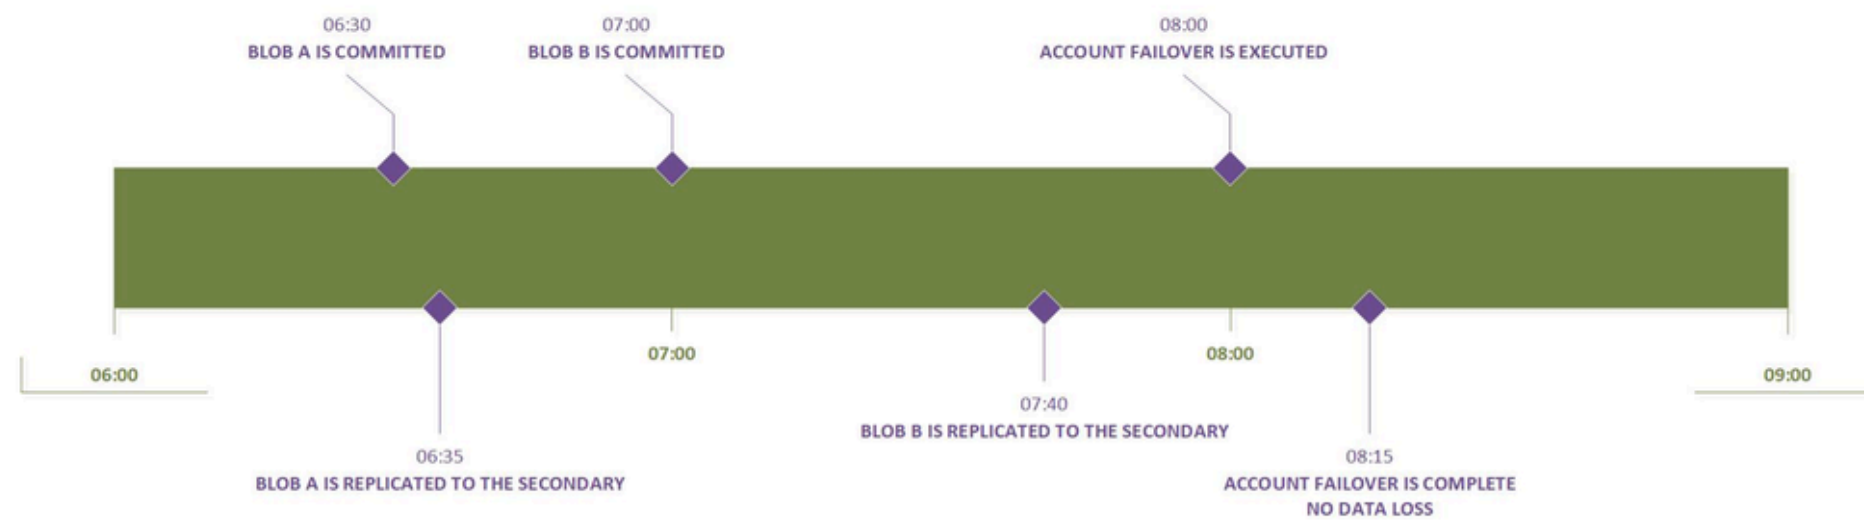 06:30
BLOB A IS COMMITTED
07:00
BLOB B IS COMMITTED
08:00
ACCOUNT FAILOVER IS EXECUTED
06:00
07:00
08:00
09:00
06:35
BLOB A IS REPLICATED TO THE SECONDARY
07:40
BLOB B IS REPLICATED TO THE SECONDARY
08:15
ACCOUNT FAILOVER IS COMPLETE
NO DATA LOSS